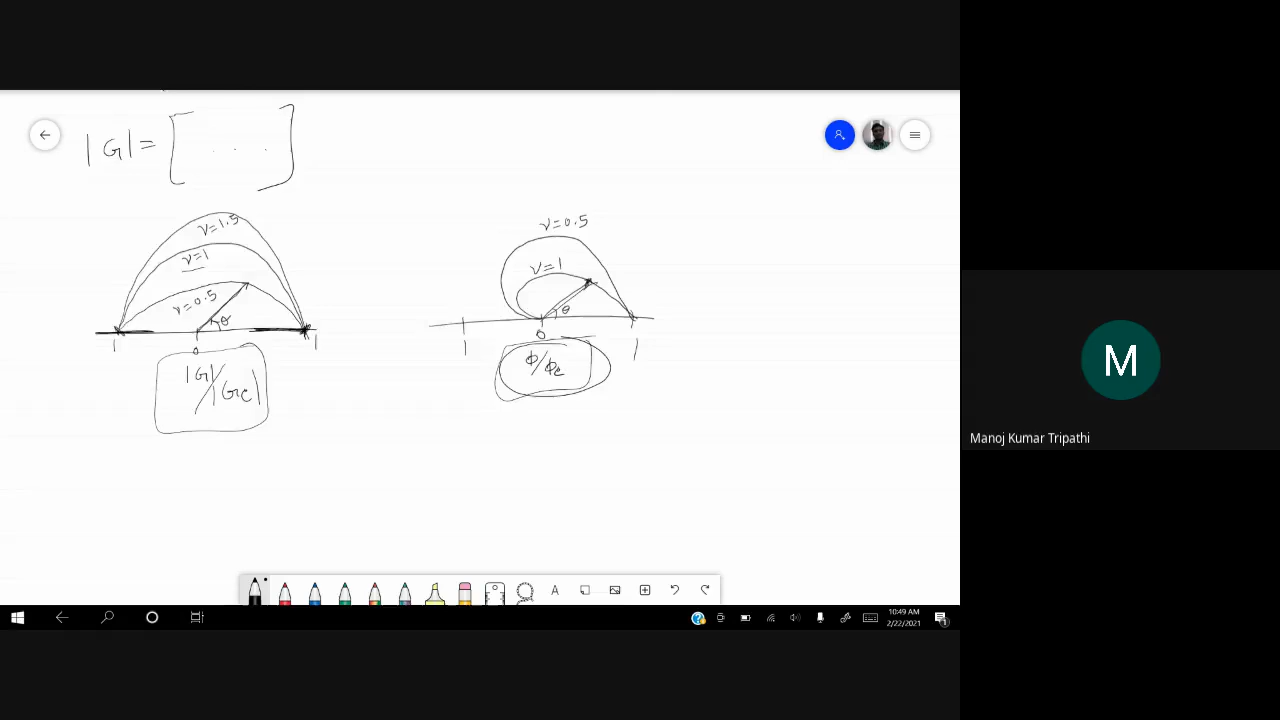 |G|= [ . . . ]
ν=1.5
ν=1
ν=0.5
θ
1 0 1
|G|/|Ge|
ν=0.5
ν=1
θ
1 0 1
ϕ/ϕe
M
Manoj Kumar Tripathi
A
10:49 AM
2/22/2021
1